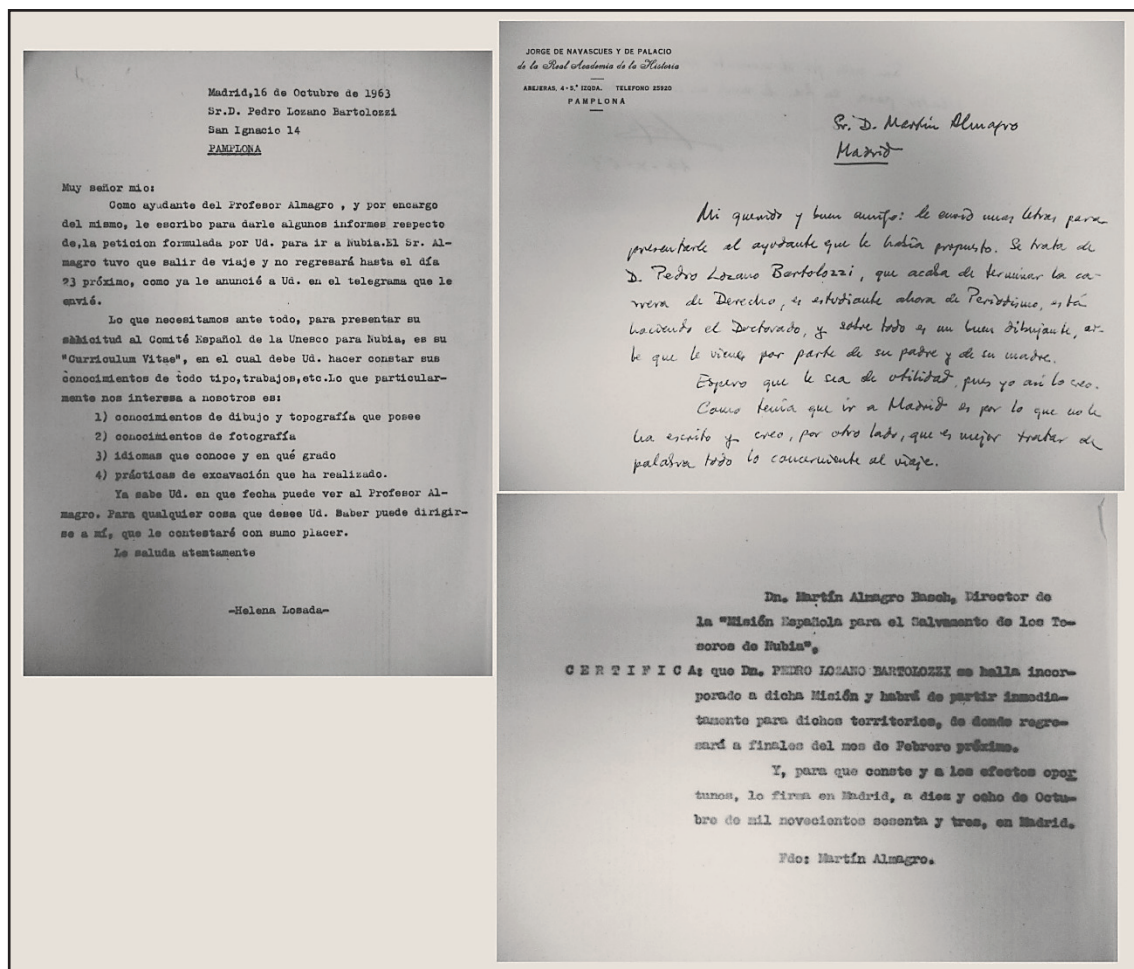 Madrid,16 de Octubre de 1963
Sr.D. Pedro Lozano Bartolozzi
San Ignacio 14
PAMPLONA
Muy señor mio:
Como ayudante del Profesor Almagro , y por encargo
del mismo, le escribo para darle algunos informes respecto
de,la peticion formulada por Ud. para ir a Nubia.El Sr. Al-
magro tuvo que salir de viaje y no regresará hasta el día
23 próximo, como ya le anunció a Ud. en el telegrama que le
envió.
Lo que necesitamos ante todo, para presentar su
solicitud al Comité Español de la Unesco para Nubia, es su
"Curriculum Vitae", en el cual debe Ud. hacer constar sus
conocimientos de todo tipo,trabajos,etc.Lo que particular-
mente nos interesa a nosotros es:
1) conocimientos de dibujo y topografía que posee
2) conocimientos de fotografía
3) idiomas que conoce y en qué grado
4) prácticas de excavación que ha realizado.
Ya sabe Ud. en que fecha puede ver al Profesor Al-
magro. Para qualquier cosa que desee Ud. Saber puede dirigir-
se a mí, que le contestaré con sumo placer.
Le saluda atentamente
-Helena Losada-
JORGE DE NAVASCUES Y DE PALACIO
de la Real Academia de la Historia
ABEJERAS, 4 - 5.° IZQDA. TELEFONO 25920
PAMPLONA
Sr. D. Martín Almagro
Madrid
Mi querido y buen amigo: le envío unas letras para
presentarle al ayudante que le había propuesto. Se trata de
D. Pedro Lozano Bartolozzi, que acaba de terminar la ca-
rrera de Derecho, es estudiante ahora de Periodismo, está
haciendo el Doctorado, y sobre todo es un buen dibujante, ar-
te que le viene por parte de su padre y de su madre.
Espero que le sea de utilidad, pues yo así lo creo.
Como tenía que ir a Madrid es por lo que no le
ha escrito y creo, por otro lado, que es mejor tratar de
palabra todo lo concerniente al viaje.
Dn. Martín Almagro Basch, Director de
la "Misión Española para el Salvamento de los Te-
soros de Nubia",
C E R T I F I C A: que Dn. PEDRO LOZANO BARTOLOZZI se halla incor-
porado a dicha Misión y habrá de partir inmedia-
tamente para dichos territorios, de donde regre-
sará a finales del mes de Febrero próximo.
Y, para que conste y a los efectos opor
tunos, lo firma en Madrid, a diez y ocho de Octu-
bre de mil novecientos sesenta y tres, en Madrid.
Fdo: Martín Almagro.